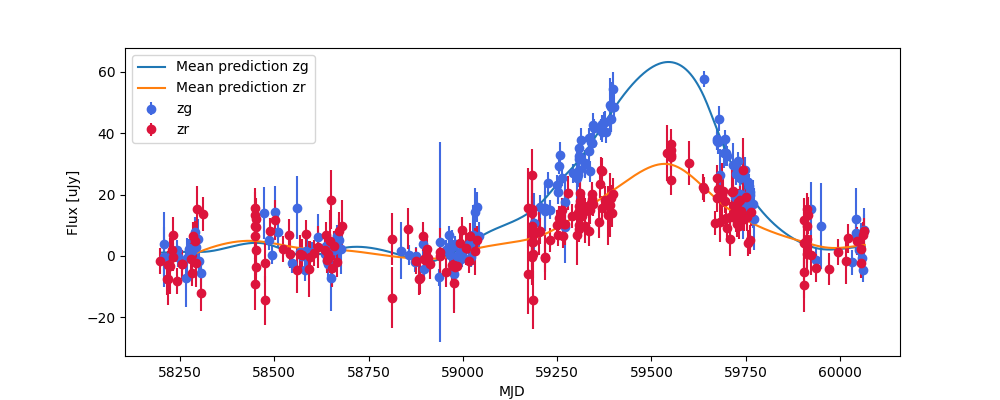 Mean prediction zg
Mean prediction zr
zg
zr
Flux [uJy]
60
40
20
0
−20
58250 58500 58750 59000 59250 59500 59750 60000
MJD